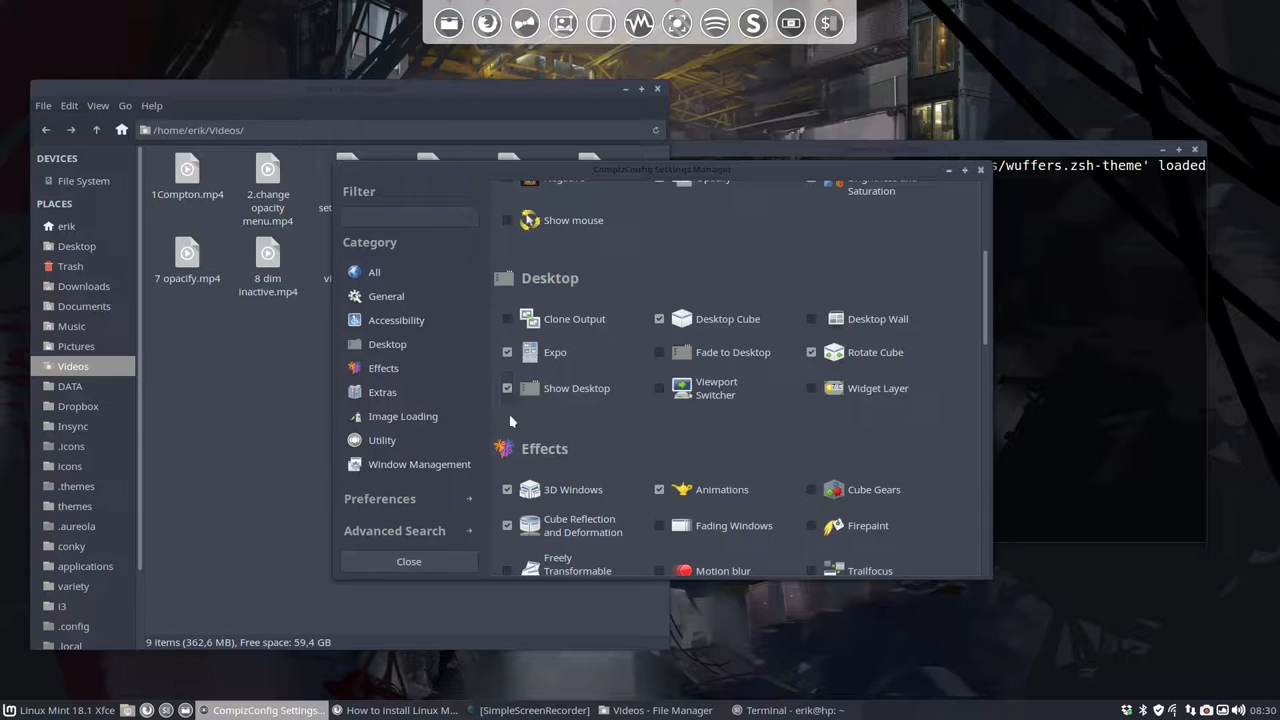 File Edit View Go Help
/home/erik/Videos/
DEVICES
File System
PLACES
erik
Desktop
Trash
Downloads
Documents
Music
Pictures
Videos
DATA
Dropbox
Insync
.icons
icons
.themes
themes
.aureola
conky
applications
variety
i3
.config
.local
1Compton.mp4
2.change
opacity
menu.mp4
7 opacify.mp4
8 dim
inactive.mp4
9 items (362,6 MB), Free space: 59,4 GB
s/wuffers.zsh-theme' loaded
CompizConfig Settings Manager
Filter
Category
All
General
Accessibility
Desktop
Effects
Extras
Image Loading
Utility
Window Management
Preferences
Advanced Search
Close
Opacity
Brightness and
Saturation
Show mouse
Desktop
Clone Output
Desktop Cube
Desktop Wall
Expo
Fade to Desktop
Rotate Cube
Show Desktop
Viewport
Switcher
Widget Layer
Effects
3D Windows
Animations
Cube Gears
Cube Reflection
and Deformation
Fading Windows
Firepaint
Freely
Transformable
Motion blur
Trailfocus
Linux Mint 18.1 Xfce
CompizConfig Settings...
How to install Linux M...
[SimpleScreenRecorder]
Videos - File Manager
Terminal - erik@hp: ~
08:30